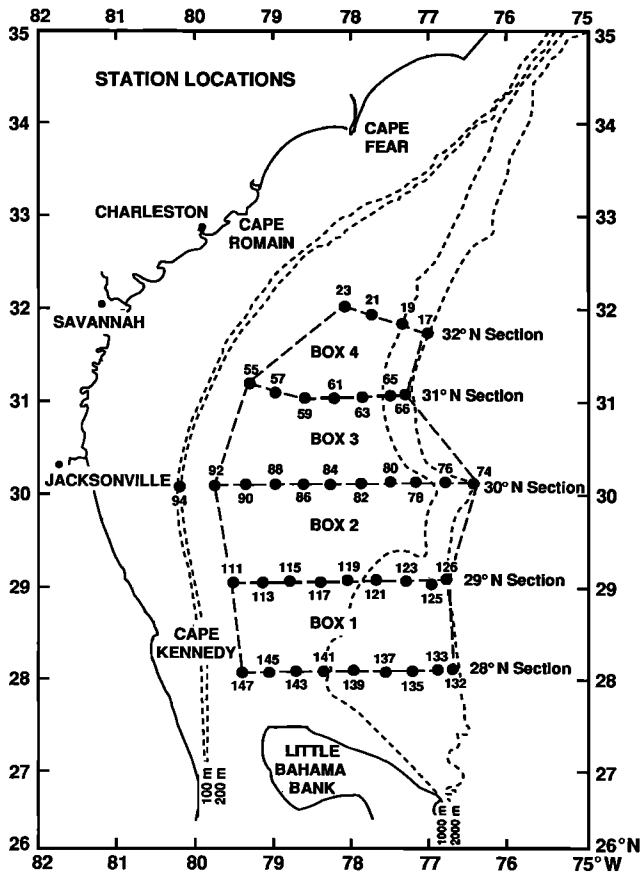 82 81 80 79 78 77 76 75
35 35
STATION LOCATIONS
34 34
CAPE
FEAR
33 33
CHARLESTON
CAPE
ROMAIN
32 32
SAVANNAH
23 21 19 17
32° N Section
BOX 4
55 57 59 61 63 65 66
31° N Section
31 31
BOX 3
JACKSONVILLE
94 92 90 88 86 84 82 80 78 76 74
30° N Section
30 30
BOX 2
111 113 115 117 119 121 123 125 126
29° N Section
29 29
BOX 1
CAPE
KENNEDY
147 145 143 141 139 137 135 133 132
28° N Section
28 28
LITTLE
BAHAMA
BANK
27 27
100 m
200 m
1000 m
2000 m
26 26°N
82 81 80 79 78 77 76 75°W